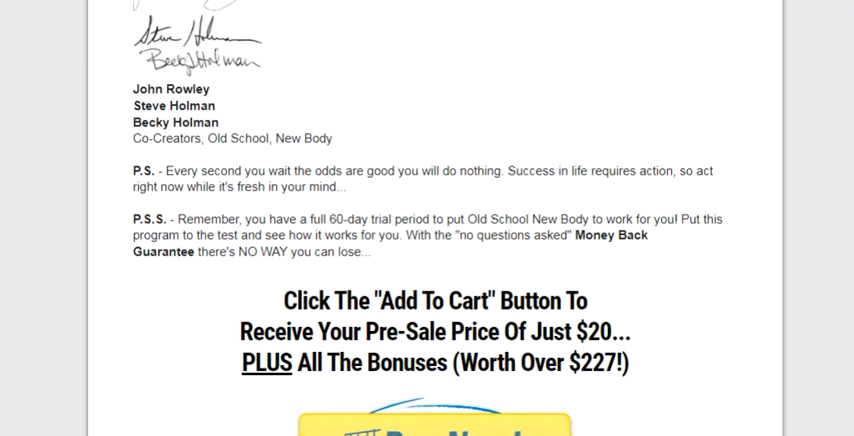 Steve Holman
Becky Holman
John Rowley
Steve Holman
Becky Holman
Co-Creators, Old School, New Body
P.S. - Every second you wait the odds are good you will do nothing. Success in life requires action, so act
right now while it's fresh in your mind...
P.S.S. - Remember, you have a full 60-day trial period to put Old School New Body to work for you! Put this
program to the test and see how it works for you. With the "no questions asked" Money Back
Guarantee there's NO WAY you can lose...
Click The "Add To Cart" Button To
Receive Your Pre-Sale Price Of Just $20...
PLUS All The Bonuses (Worth Over $227!)